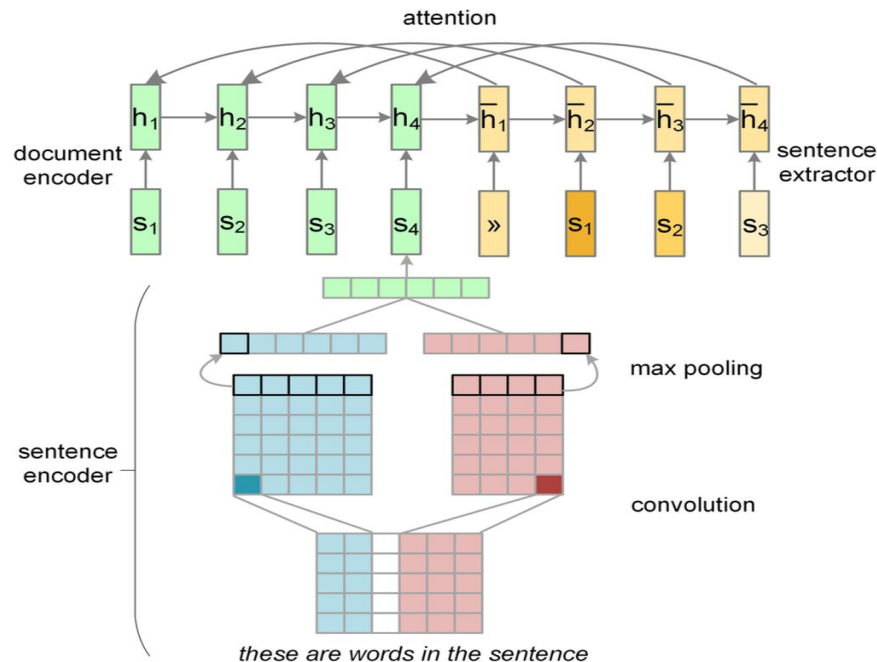 attention
h1 h2 h3 h4 h̅1 h̅2 h̅3 h̅4
document
encoder
sentence
extractor
s1 s2 s3 s4 » s1 s2 s3
max pooling
sentence
encoder
convolution
these are words in the sentence